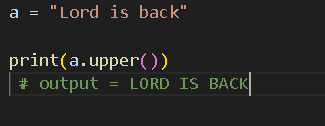 a = "Lord is back"
print(a.upper())
# output = LORD IS BACK